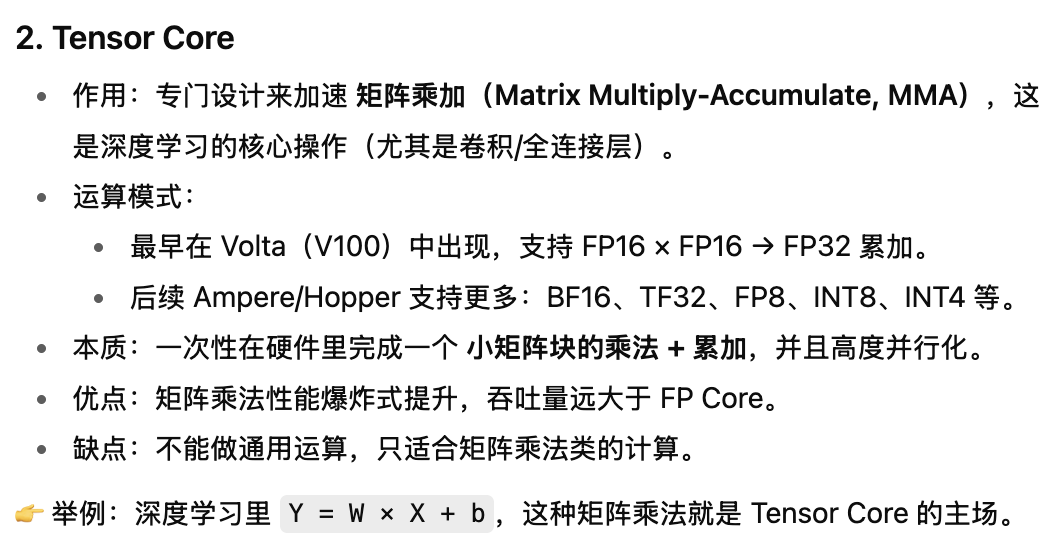 2. Tensor Core
• 作用：专门设计来加速 矩阵乘加（Matrix Multiply-Accumulate, MMA），这
是深度学习的核心操作（尤其是卷积/全连接层）。
• 运算模式：
• 最早在 Volta（V100）中出现，支持 FP16 × FP16 → FP32 累加。
• 后续 Ampere/Hopper 支持更多：BF16、TF32、FP8、INT8、INT4 等。
• 本质：一次性在硬件里完成一个 小矩阵块的乘法 + 累加，并且高度并行化。
• 优点：矩阵乘法性能爆炸式提升，吞吐量远大于 FP Core。
• 缺点：不能做通用运算，只适合矩阵乘法类的计算。
👉 举例：深度学习里 Y = W × X + b，这种矩阵乘法就是 Tensor Core 的主场。